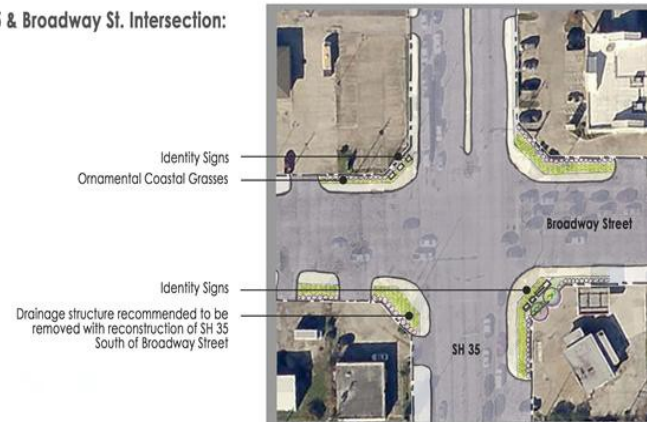 & Broadway St. Intersection:
Identity Signs
Ornamental Coastal Grasses
Broadway Street
Identity Signs
Drainage structure recommended to be
removed with reconstruction of SH 35
South of Broadway Street
SH 35